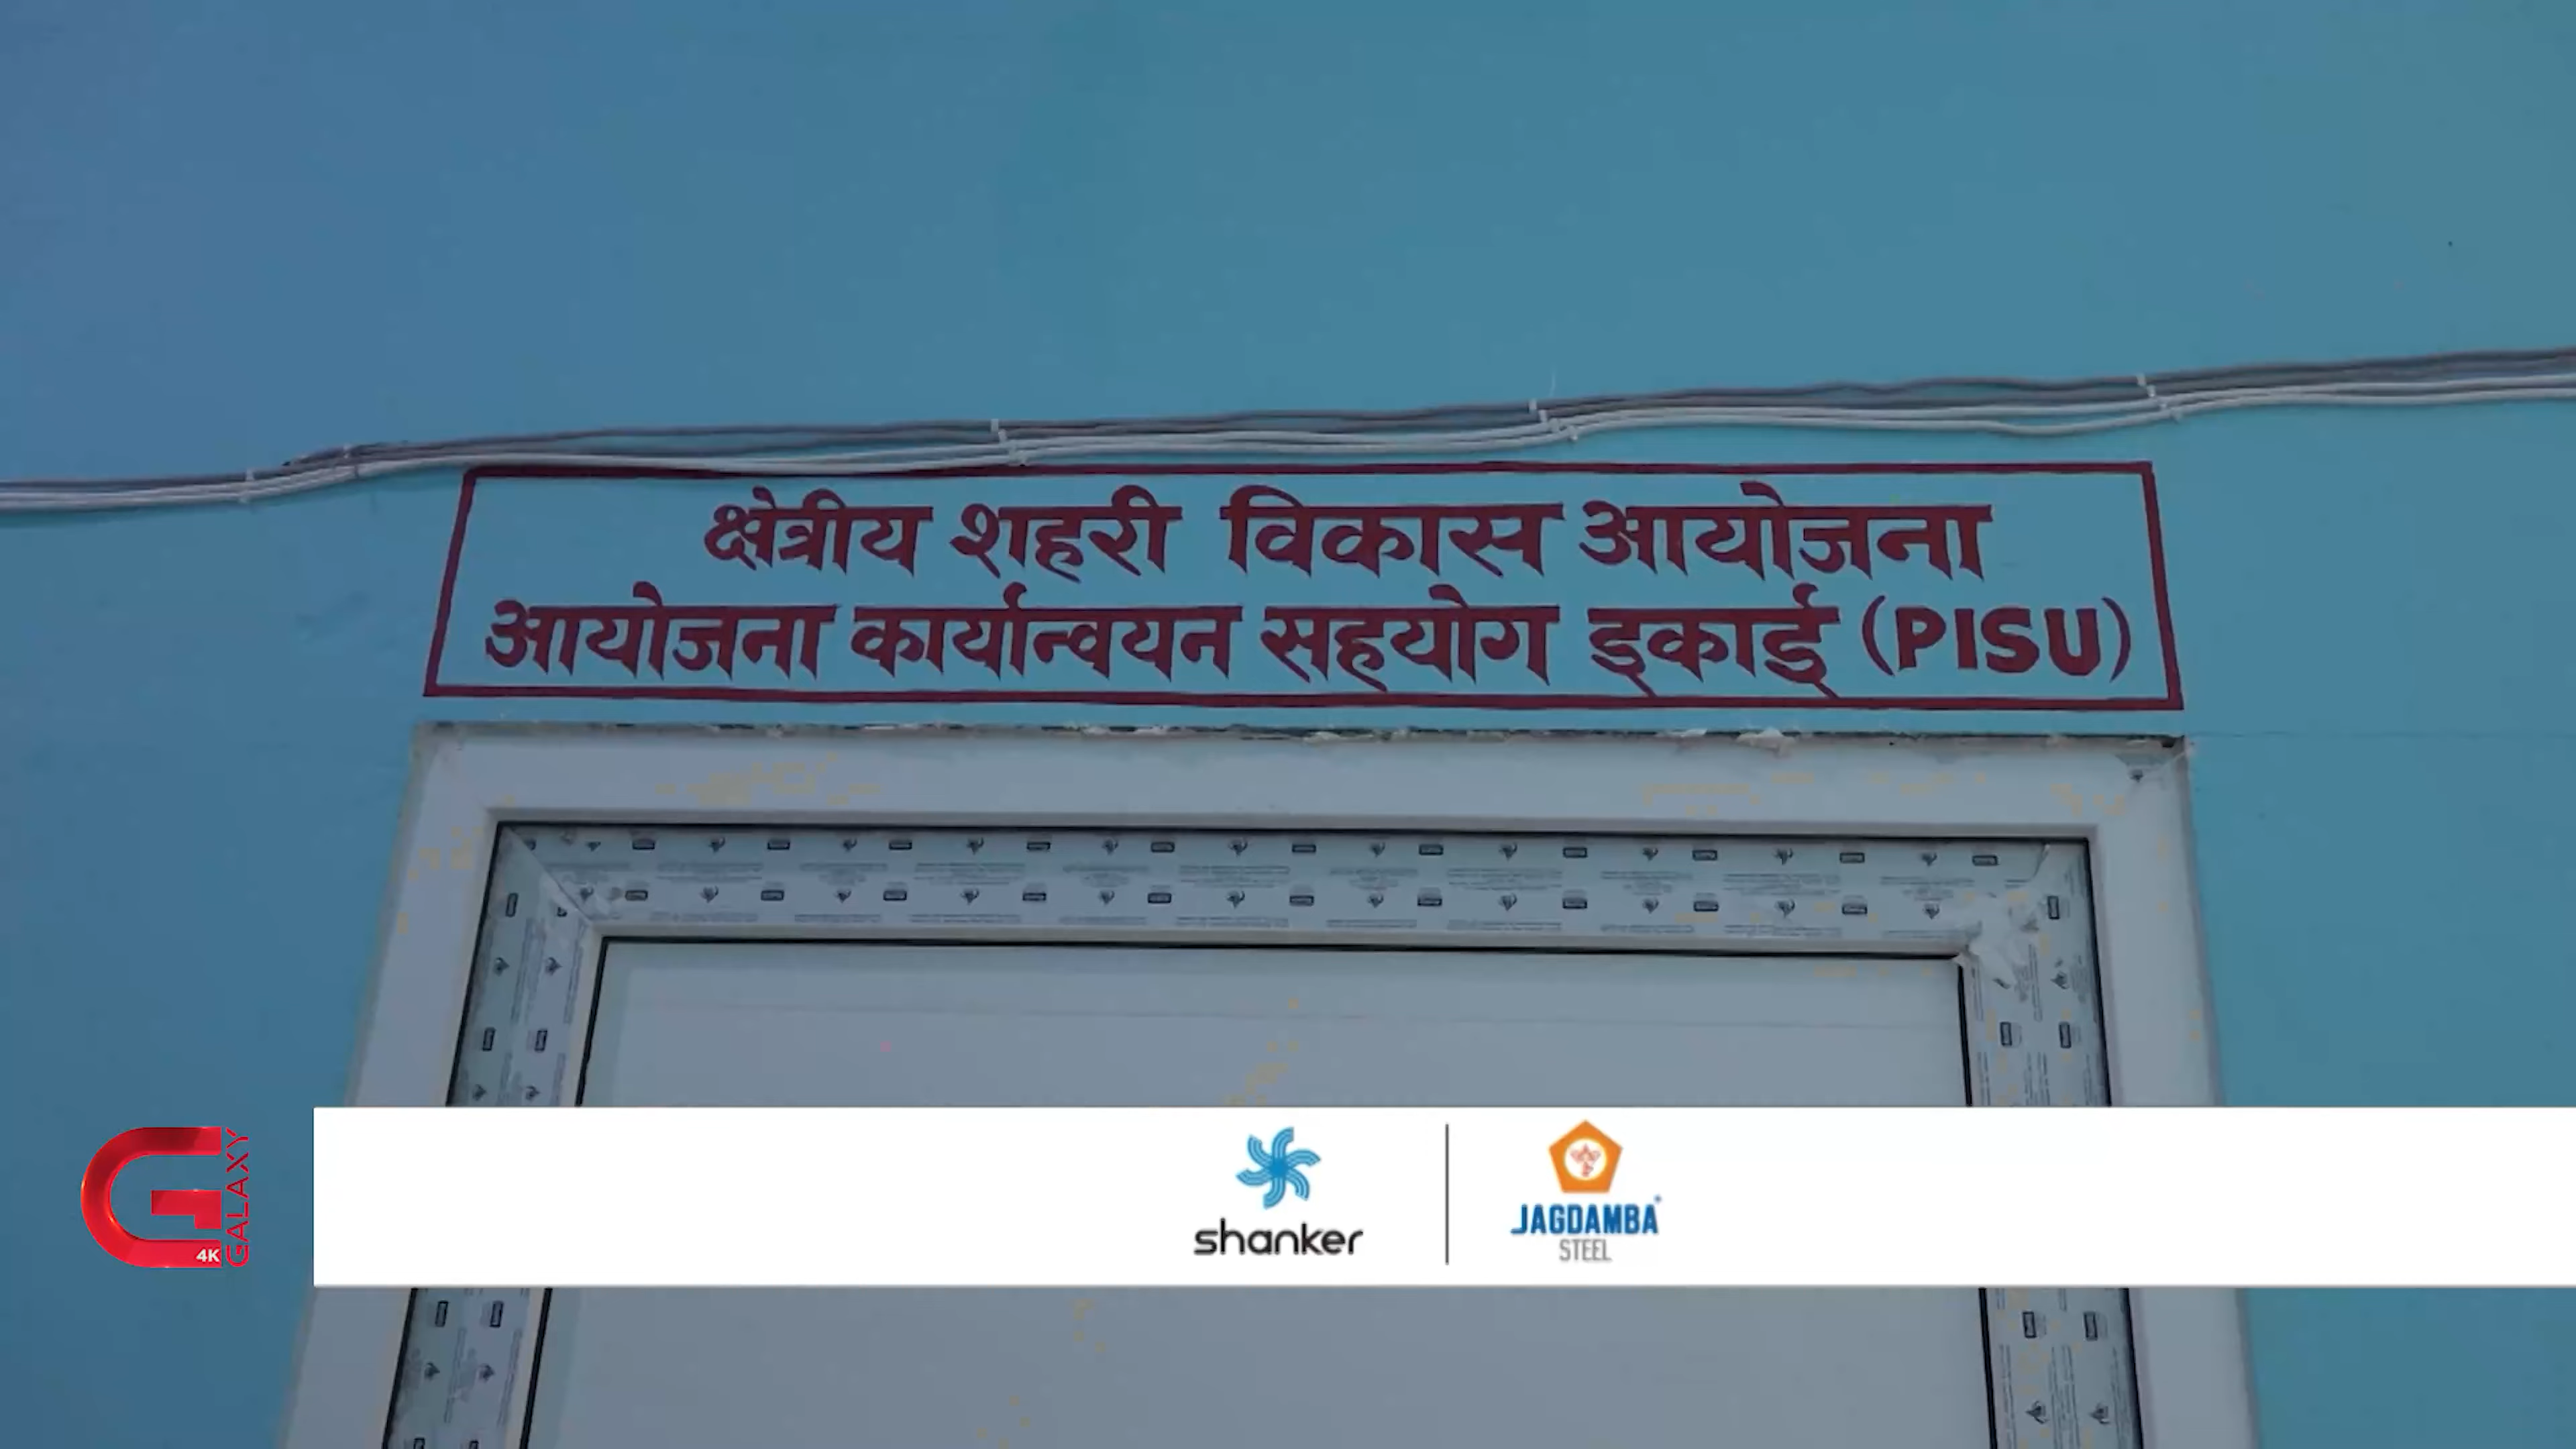 क्षेत्रीय शहरी विकास आयोजना
आयोजना कार्यान्वयन सहयोग इकाई (PISU)
GALAXY
4K
shanker
JAGDAMBA
STEEL